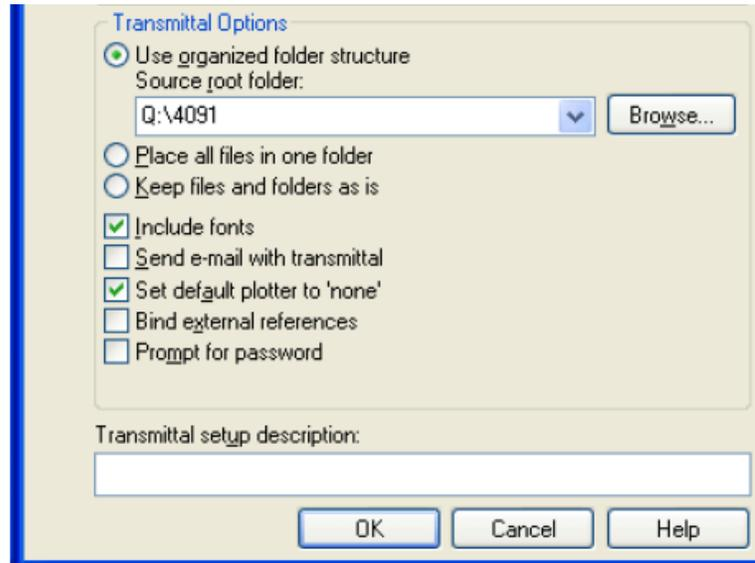 Transmittal Options
Use organized folder structure
Source root folder:
Q:\4091
Browse...
Place all files in one folder
Keep files and folders as is
Include fonts
Send e-mail with transmittal
Set default plotter to 'none'
Bind external references
Prompt for password
Transmittal setup description:
OK Cancel Help